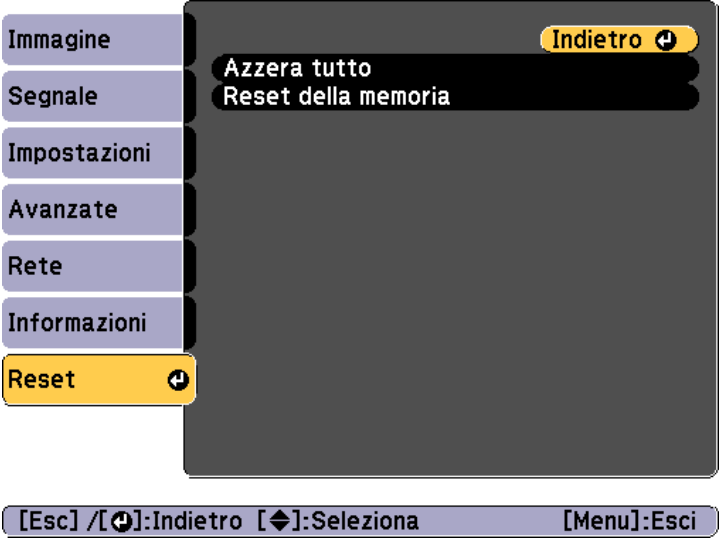 Immagine
Segnale
Impostazioni
Avanzate
Rete
Informazioni
Reset
Indietro
Azzera tutto
Reset della memoria
[Esc] /[ ]:Indietro [ ]:Seleziona [Menu]:Esci